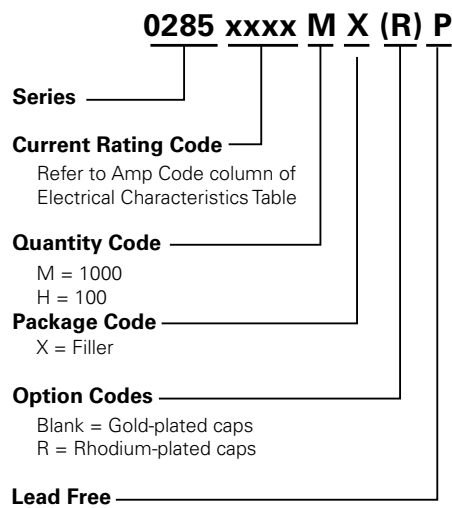 0285 xxxx M X (R) P
Series
Current Rating Code
Refer to Amp Code column of
Electrical Characteristics Table
Quantity Code
M = 1000
H = 100
Package Code
X = Filler
Option Codes
Blank = Gold-plated caps
R = Rhodium-plated caps
Lead Free